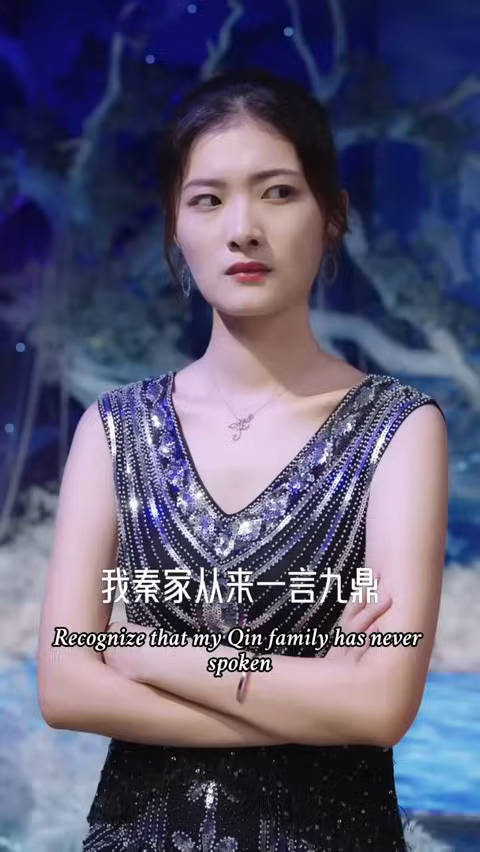 我秦家从来一言九鼎
Recognize that my Qin family has never
spoken